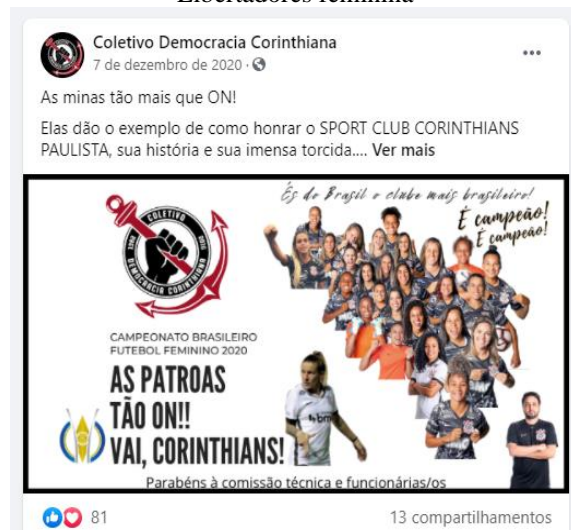 Libertadores feminina
Coletivo Democracia Corinthiana
7 de dezembro de 2020 ·
As minas tão mais que ON!
Elas dão o exemplo de como honrar o SPORT CLUB CORINTHIANS
PAULISTA, sua história e sua imensa torcida.... Ver mais
És do Brasil o clube mais brasileiro!
É campeão!
É campeão!
COLETIVO
DEMOCRACIA CORINTHIANA
CAMPEONATO BRASILEIRO
FUTEBOL FEMININO 2020
AS PATROAS
TÃO ON!!
VAI, CORINTHIANS!
Parabéns à comissão técnica e funcionárias/os
81
13 compartilhamentos